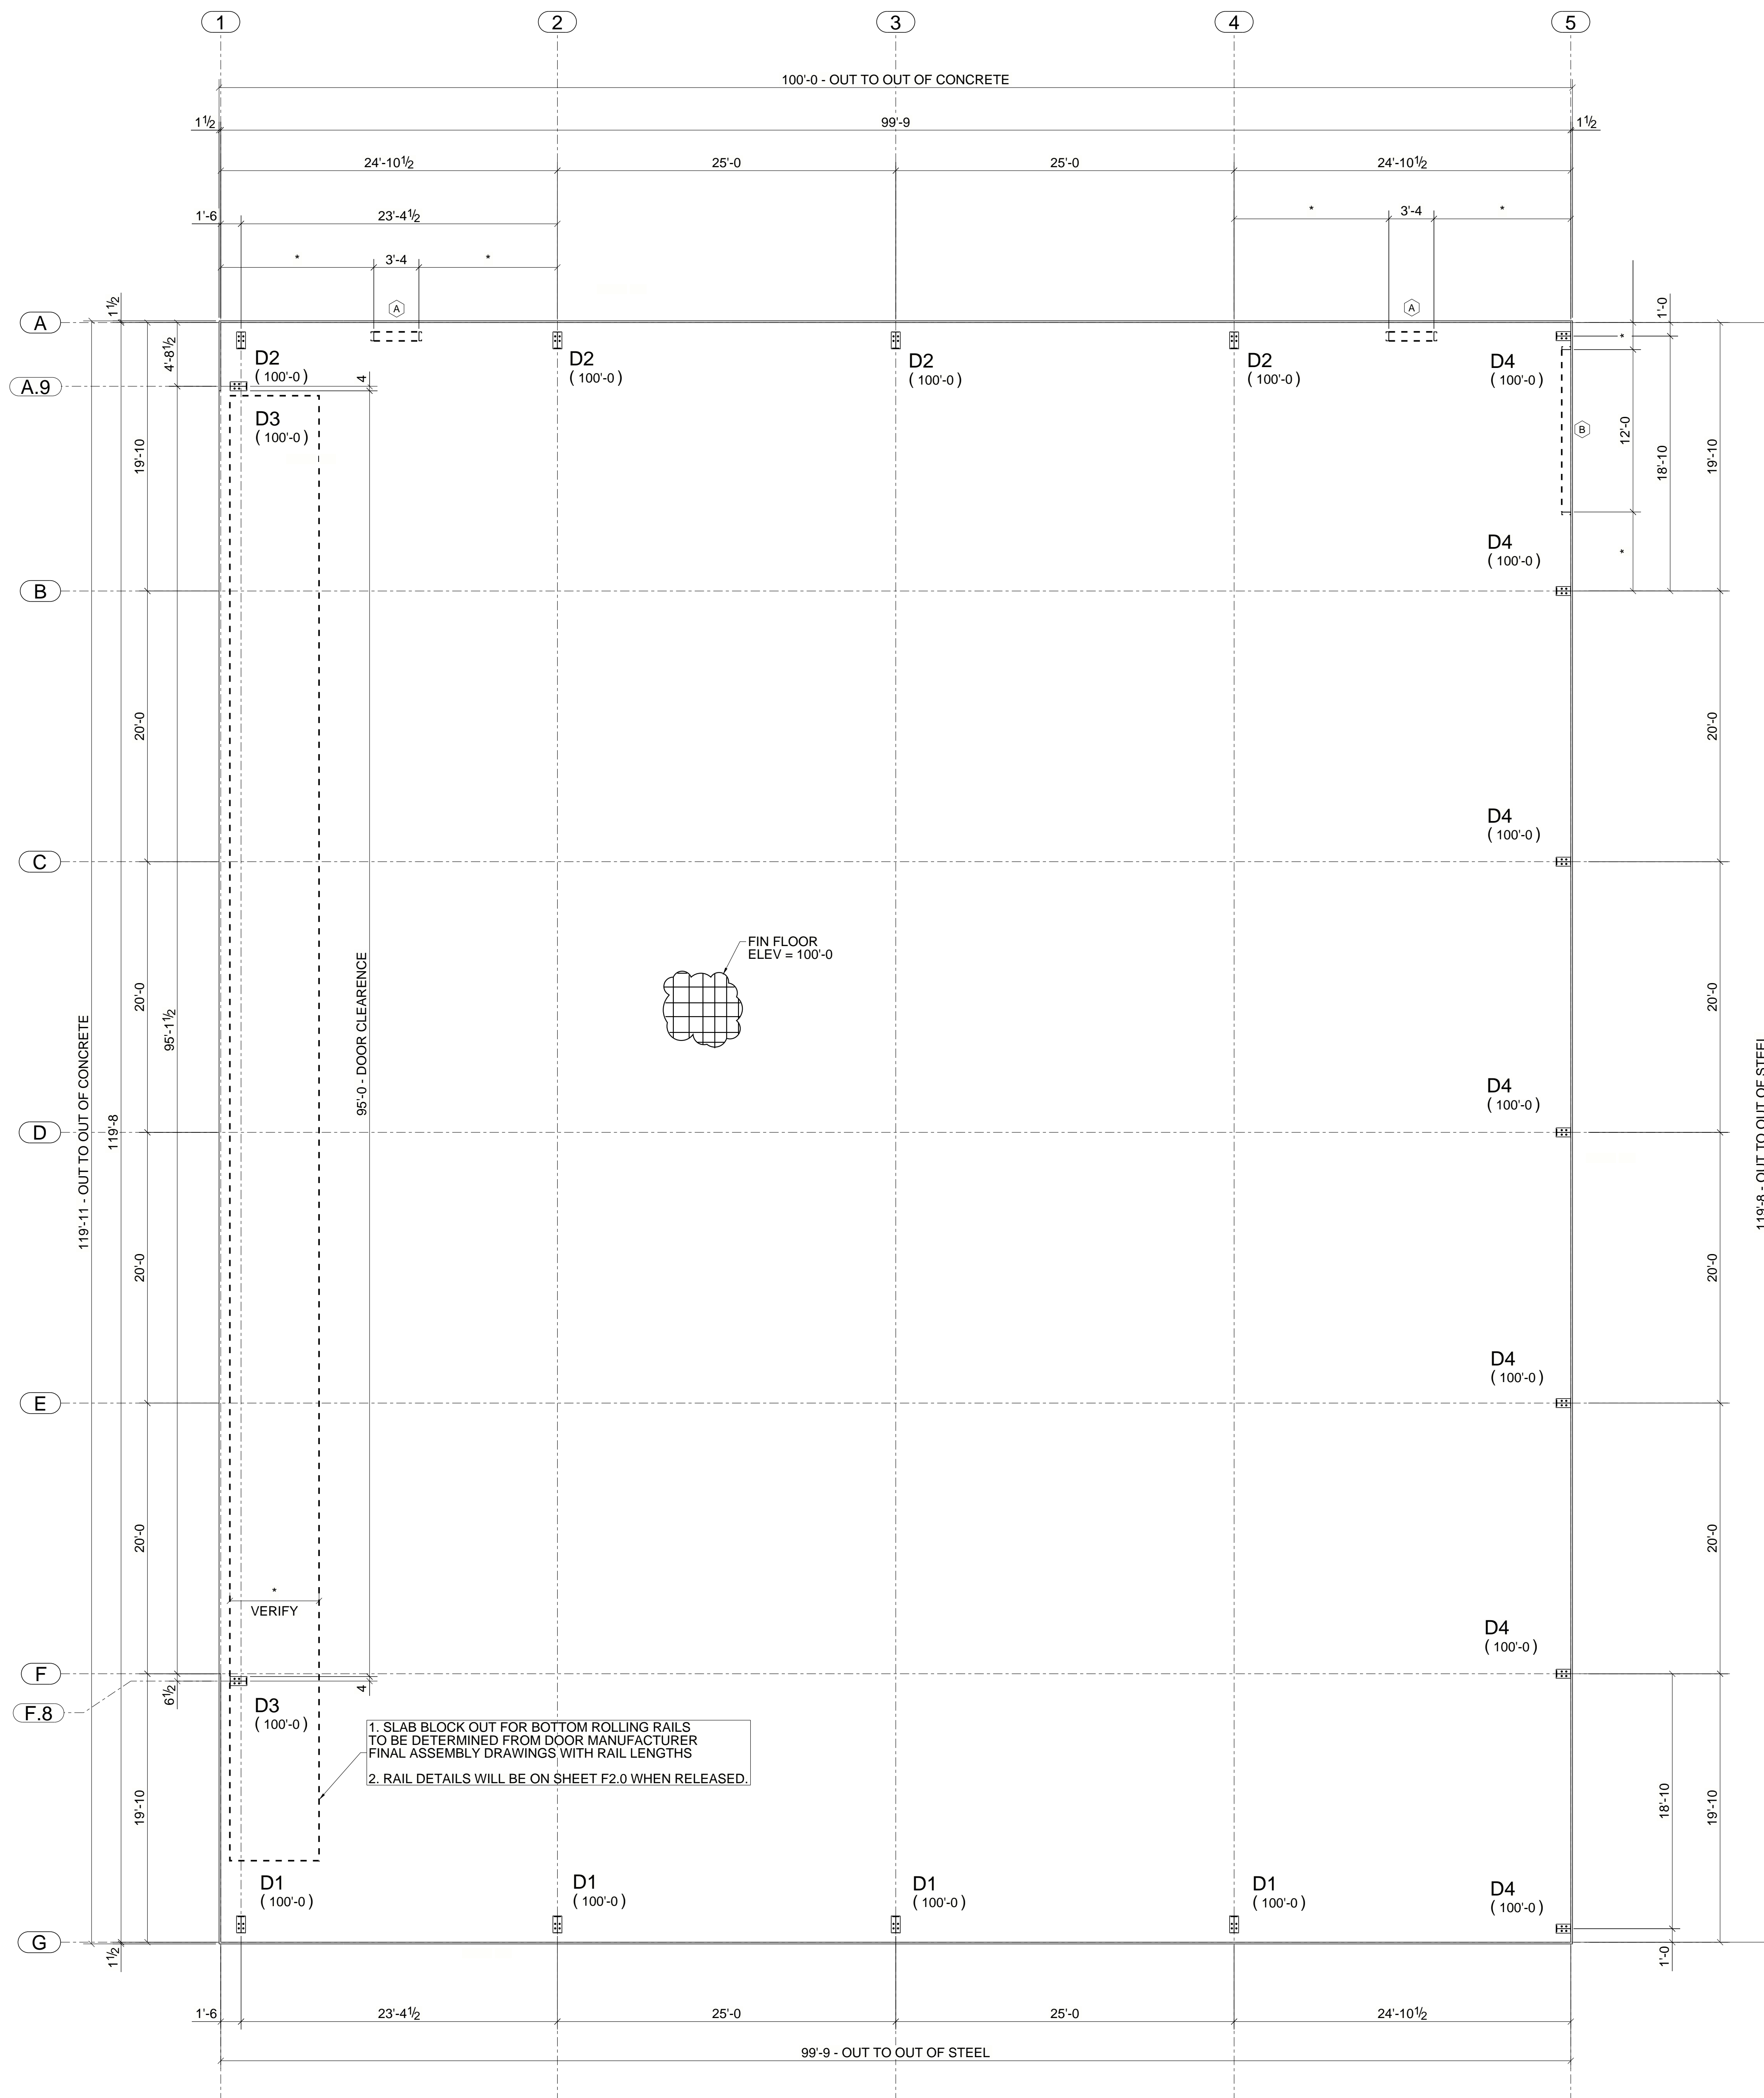 1 2 3 4 5
100'-0 - OUT TO OUT OF CONCRETE
1½ 99'-9 1½
24'-10½ 25'-0 25'-0 24'-10½
1'-6 23'-4½ * 3'-4 *
* 3'-4 *
A A
A
1½
1'-0
4'-8½
*
D2 D2 D2 D2 D4
( 100'-0 ) ( 100'-0 ) ( 100'-0 ) ( 100'-0 ) ( 100'-0 )
A.9
4
D3
( 100'-0 )
B
19'-10
12'-0
18'-10
19'-10
D4
( 100'-0 )
*
B
20'-0
20'-0
D4
( 100'-0 )
C
FIN FLOOR
ELEV = 100'-0
20'-0
95'-1½
95'-0 - DOOR CLEARENCE
20'-0
119'-11 - OUT TO OUT OF CONCRETE
119'-8
119'-8 - OUT TO OUT OF STEEL
D4
( 100'-0 )
D
20'-0
20'-0
D4
( 100'-0 )
E
20'-0
20'-0
*
VERIFY
D4
( 100'-0 )
F
6½
4
F.8
D3
( 100'-0 )
1. SLAB BLOCK OUT FOR BOTTOM ROLLING RAILS
TO BE DETERMINED FROM DOOR MANUFACTURER
FINAL ASSEMBLY DRAWINGS WITH RAIL LENGTHS
2. RAIL DETAILS WILL BE ON SHEET F2.0 WHEN RELEASED.
19'-10
18'-10
19'-10
D1 D1 D1 D1 D4
( 100'-0 ) ( 100'-0 ) ( 100'-0 ) ( 100'-0 ) ( 100'-0 )
G
1½
1'-0
1'-6 23'-4½ 25'-0 25'-0 24'-10½
99'-9 - OUT TO OUT OF STEEL